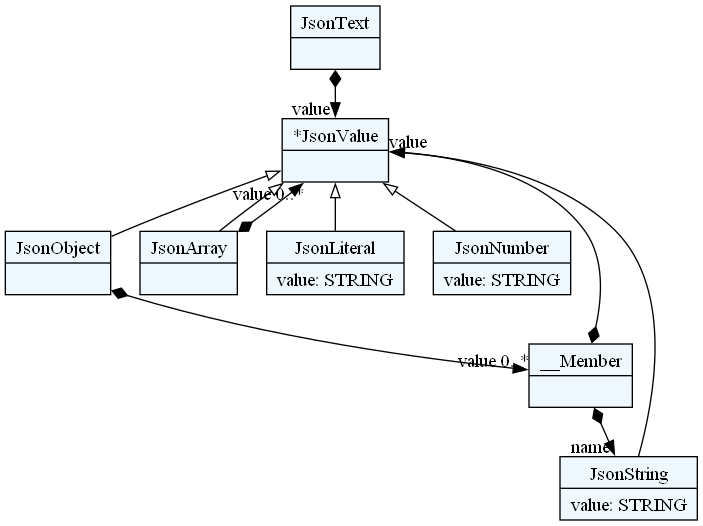 JsonText
value
*JsonValue
value
value 0..*
JsonObject
JsonArray
JsonLiteral
value: STRING
JsonNumber
value: STRING
value 0..*
__Member
name
JsonString
value: STRING